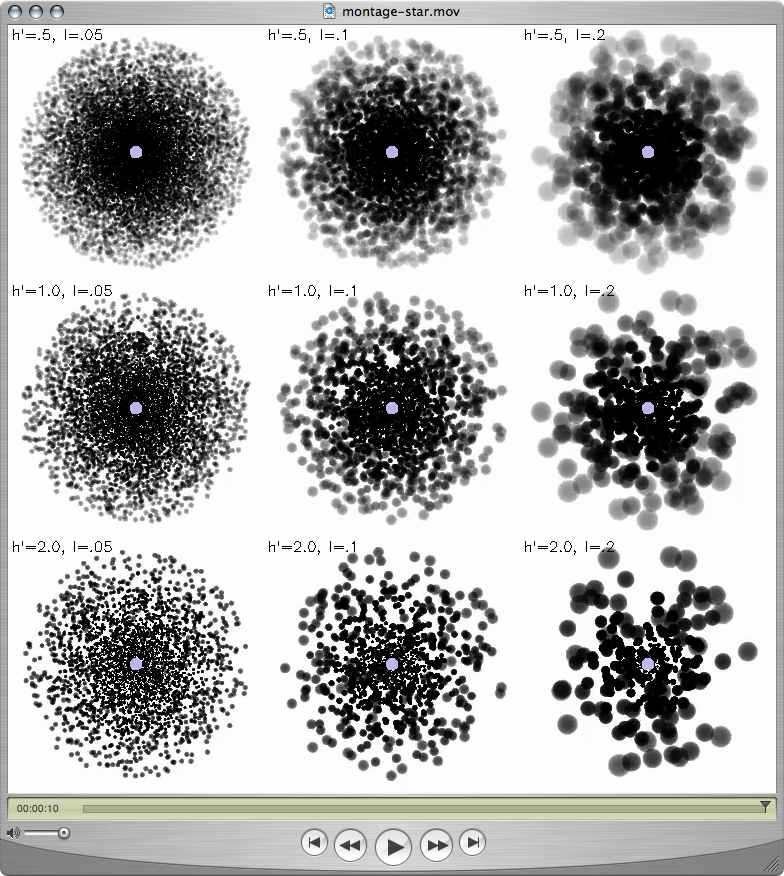 montage-star.mov
h'=.5, l=.05
h'=.5, l=.1
h'=.5, l=.2
h'=1.0, l=.05
h'=1.0, l=.1
h'=1.0, l=.2
h'=2.0, l=.05
h'=2.0, l=.1
h'=2.0, l=.2
00:00:10